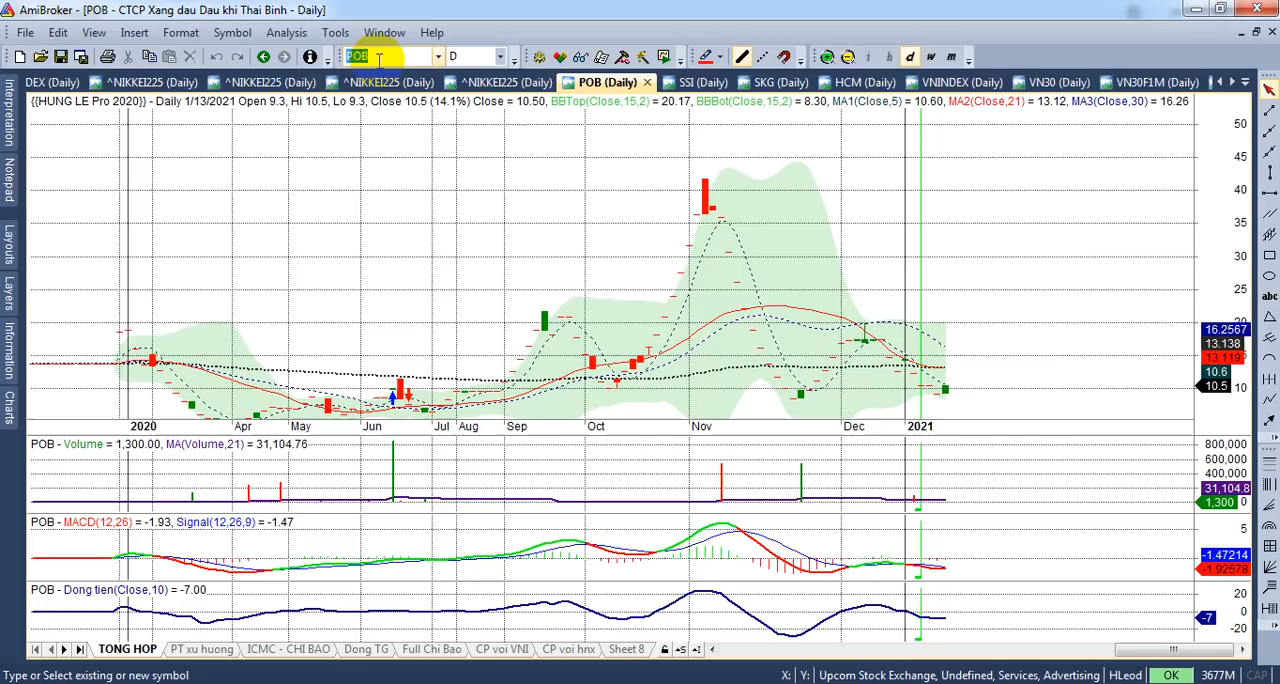 AmiBroker - [POB - CTCP Xang dau Dau khi Thai Binh - Daily]
File Edit View Insert Format Symbol Analysis Tools Window Help
POB D i h d w m
DEX (Daily) ^NIKKEI225 (Daily) ^NIKKEI225 (Daily) ^NIKKEI225 (Daily) ^NIKKEI225 (Daily) POB (Daily) SSI (Daily) SKG (Daily) HCM (Daily) VNINDEX (Daily) VN30 (Daily) VN30F1M (Daily)
{{HUNG LE Pro 2020}} - Daily 1/13/2021 Open 9.3, Hi 10.5, Lo 9.3, Close 10.5 (14.1%) Close = 10.50, BBTop(Close,15,2) = 20.17, BBBot(Close,15,2) = 8.30, MA1(Close,5) = 10.60, MA2(Close,21) = 13.12, MA3(Close,30) = 16.26
Interpretation
Notepad
Layouts
Layers
Information
Charts
50
45
40
35
30
25
20
16.2567
13.138
13.119
10.6
10.5
10
2020 Apr May Jun Jul Aug Sep Oct Nov Dec 2021
abc
POB - Volume = 1,300.00, MA(Volume,21) = 31,104.76
800,000
600,000
400,000
31,104.8
1,300 0
POB - MACD(12,26) = -1.93, Signal(12,26,9) = -1.47
5
-1.47214
-1.92578
POB - Dong tien(Close,10) = -7.00
20
0
-7
-20
TONG HOP PT xu huong ICMC - CHI BAO Dong TG Full Chi Bao CP voi VNI CP voi hnx Sheet 8
Type or Select existing or new symbol X: Y: Upcom Stock Exchange, Undefined, Services, Advertising HLeod OK 3677M CAP